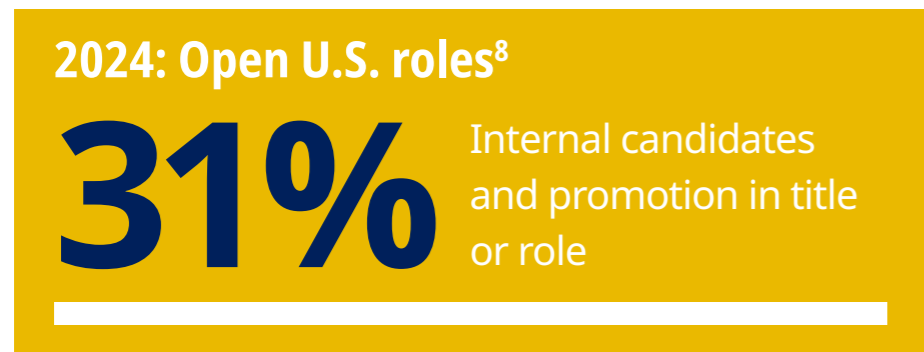 2024: Open U.S. roles⁸
31%
Internal candidates
and promotion in title
or role